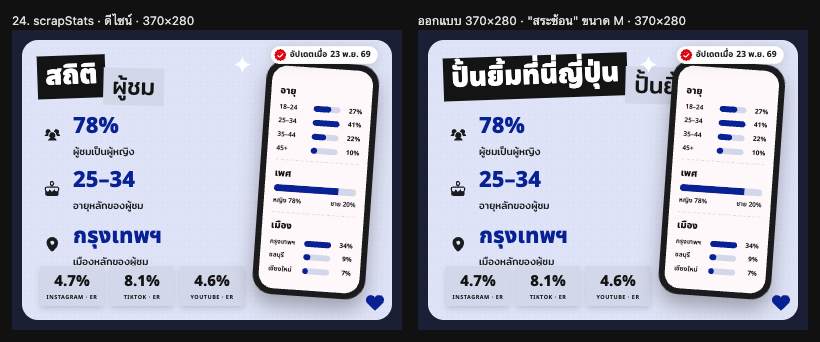 24. scrapStats · ดีไซน์ · 370×280
สถิติ
ผู้ชม
อัปเดตเมื่อ 23 พ.ย. 69
78%
ผู้ชมเป็นผู้หญิง
25–34
อายุหลักของผู้ชม
กรุงเทพฯ
เมืองหลักของผู้ชม
4.7%
INSTAGRAM · ER
8.1%
TIKTOK · ER
4.6%
YOUTUBE · ER
อายุ
18–24 27%
25–34 41%
35–44 22%
45+ 10%
เพศ
หญิง 78% ชาย 20%
เมือง
กรุงเทพฯ 34%
ชลบุรี 9%
เชียงใหม่ 7%
ออกแบบ 370×280 · "สระซ้อน" ขนาด M · 370×280
ปั้นยิ้มที่นี่ญี่ปุ่น
อัปเดตเมื่อ 23 พ.ย. 69
78%
ผู้ชมเป็นผู้หญิง
25–34
อายุหลักของผู้ชม
กรุงเทพฯ
เมืองหลักของผู้ชม
4.7%
INSTAGRAM · ER
8.1%
TIKTOK · ER
4.6%
YOUTUBE · ER
อายุ
18–24 27%
25–34 41%
35–44 22%
45+ 10%
เพศ
หญิง 78% ชาย 20%
เมือง
กรุงเทพฯ 34%
ชลบุรี 9%
เชียงใหม่ 7%